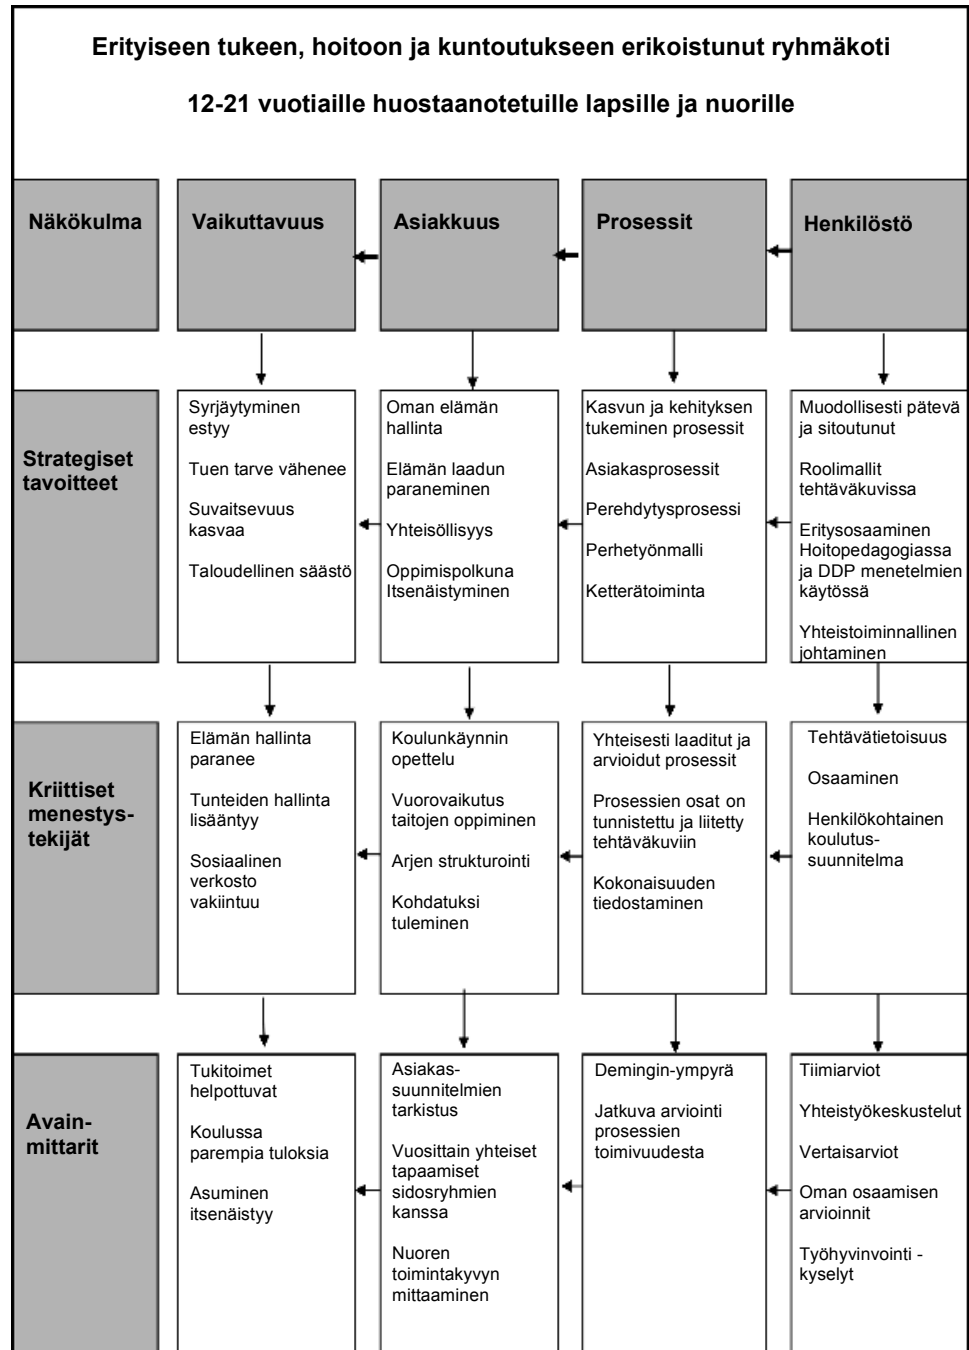 Erityiseen tukeen, hoitoon ja kuntoutukseen erikoistunut ryhmäkoti
12-21 vuotiaille huostaanotetuille lapsille ja nuorille
Näkökulma
Vaikuttavuus
Asiakkuus
Prosessit
Henkilöstö
Strategiset
tavoitteet
Syrjäytyminen
estyy
Tuen tarve vähenee
Suvaitsevuus
kasvaa
Taloudellinen säästö
Oman elämän
hallinta
Elämän laadun
paraneminen
Yhteisöllisyys
Oppimispolkuna
Itsenäistyminen
Kasvun ja kehityksen
tukeminen prosessit
Asiakasprosessit
Perehdytysprosessi
Perhetyönmalli
Ketterätoiminta
Muodollisesti pätevä
ja sitoutunut
Roolimallit
tehtäväkuvissa
Eritysosaaminen
Hoitopedagogiassa
ja DDP menetelmien
käytössä
Yhteistoiminnallinen
johtaminen
Kriittiset
menestys-
tekijät
Elämän hallinta
paranee
Tunteiden hallinta
lisääntyy
Sosiaalinen
verkosto
vakiintuu
Koulunkäynnin
opettelu
Vuorovaikutus
taitojen oppiminen
Arjen strukturointi
Kohdatuksi
tuleminen
Yhteisesti laaditut ja
arvioidut prosessit
Prosessien osat on
tunnistettu ja liitetty
tehtäväkuviin
Kokonaisuuden
tiedostaminen
Tehtävätietoisuus
Osaaminen
Henkilökohtainen
koulutus-
suunnitelma
Avain-
mittarit
Tukitoimet
helpottuvat
Koulussa
parempia tuloksia
Asuminen
itsenäistyy
Asiakas-
suunnitelmien
tarkistus
Vuosittain yhteiset
tapaamiset
sidosryhmien
kanssa
Nuoren
toimintakyvyn
mittaaminen
Demingin-ympyrä
Jatkuva arviointi
prosessien
toimivuudesta
Tiimiarviot
Yhteistyökeskustelut
Vertaisarviot
Oman osaamisen
arvioinnit
Työhyvinvointi -
kyselyt